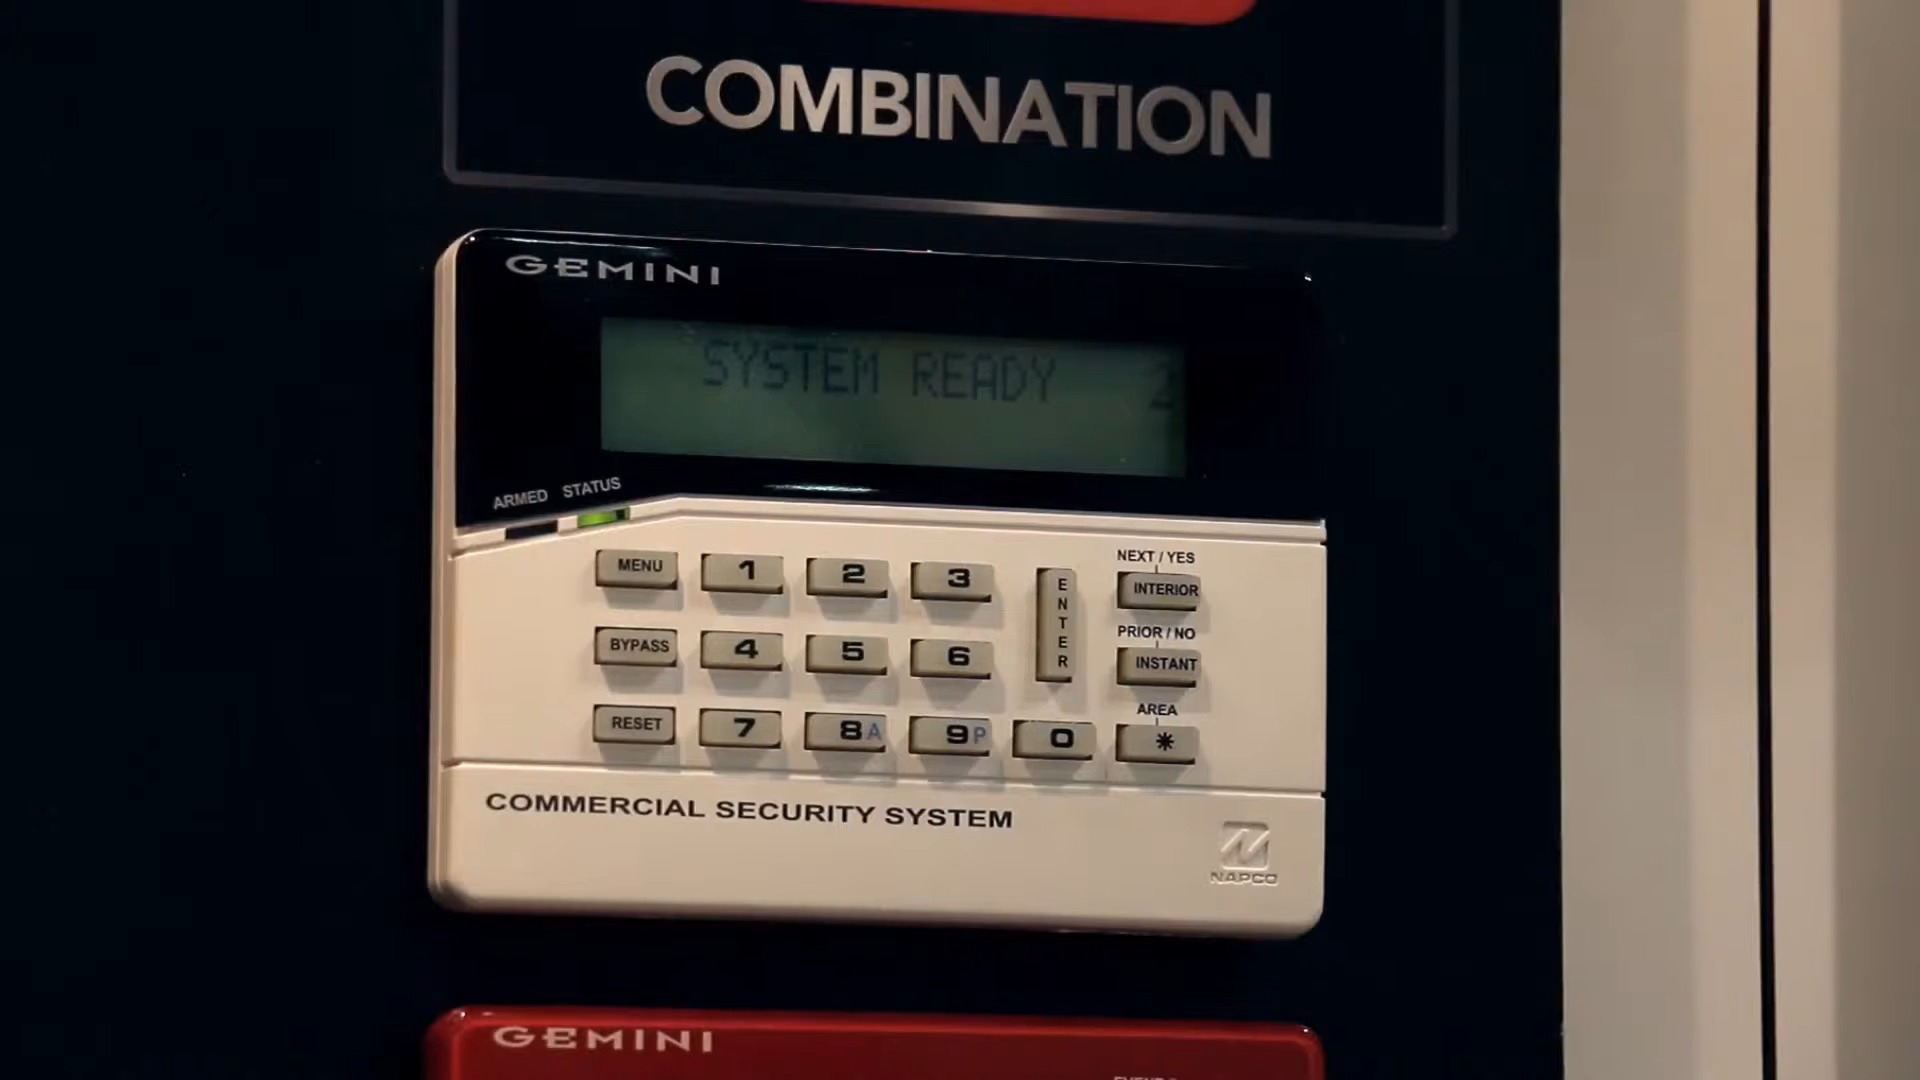 COMBINATION
GEMINI
SYSTEM READY 2
ARMED STATUS
NEXT / YES
MENU 1 2 3 ENTER INTERIOR
PRIOR / NO
BYPASS 4 5 6 INSTANT
AREA
RESET 7 8A 9P 0 *
COMMERCIAL SECURITY SYSTEM
NAPCO
GEMINI